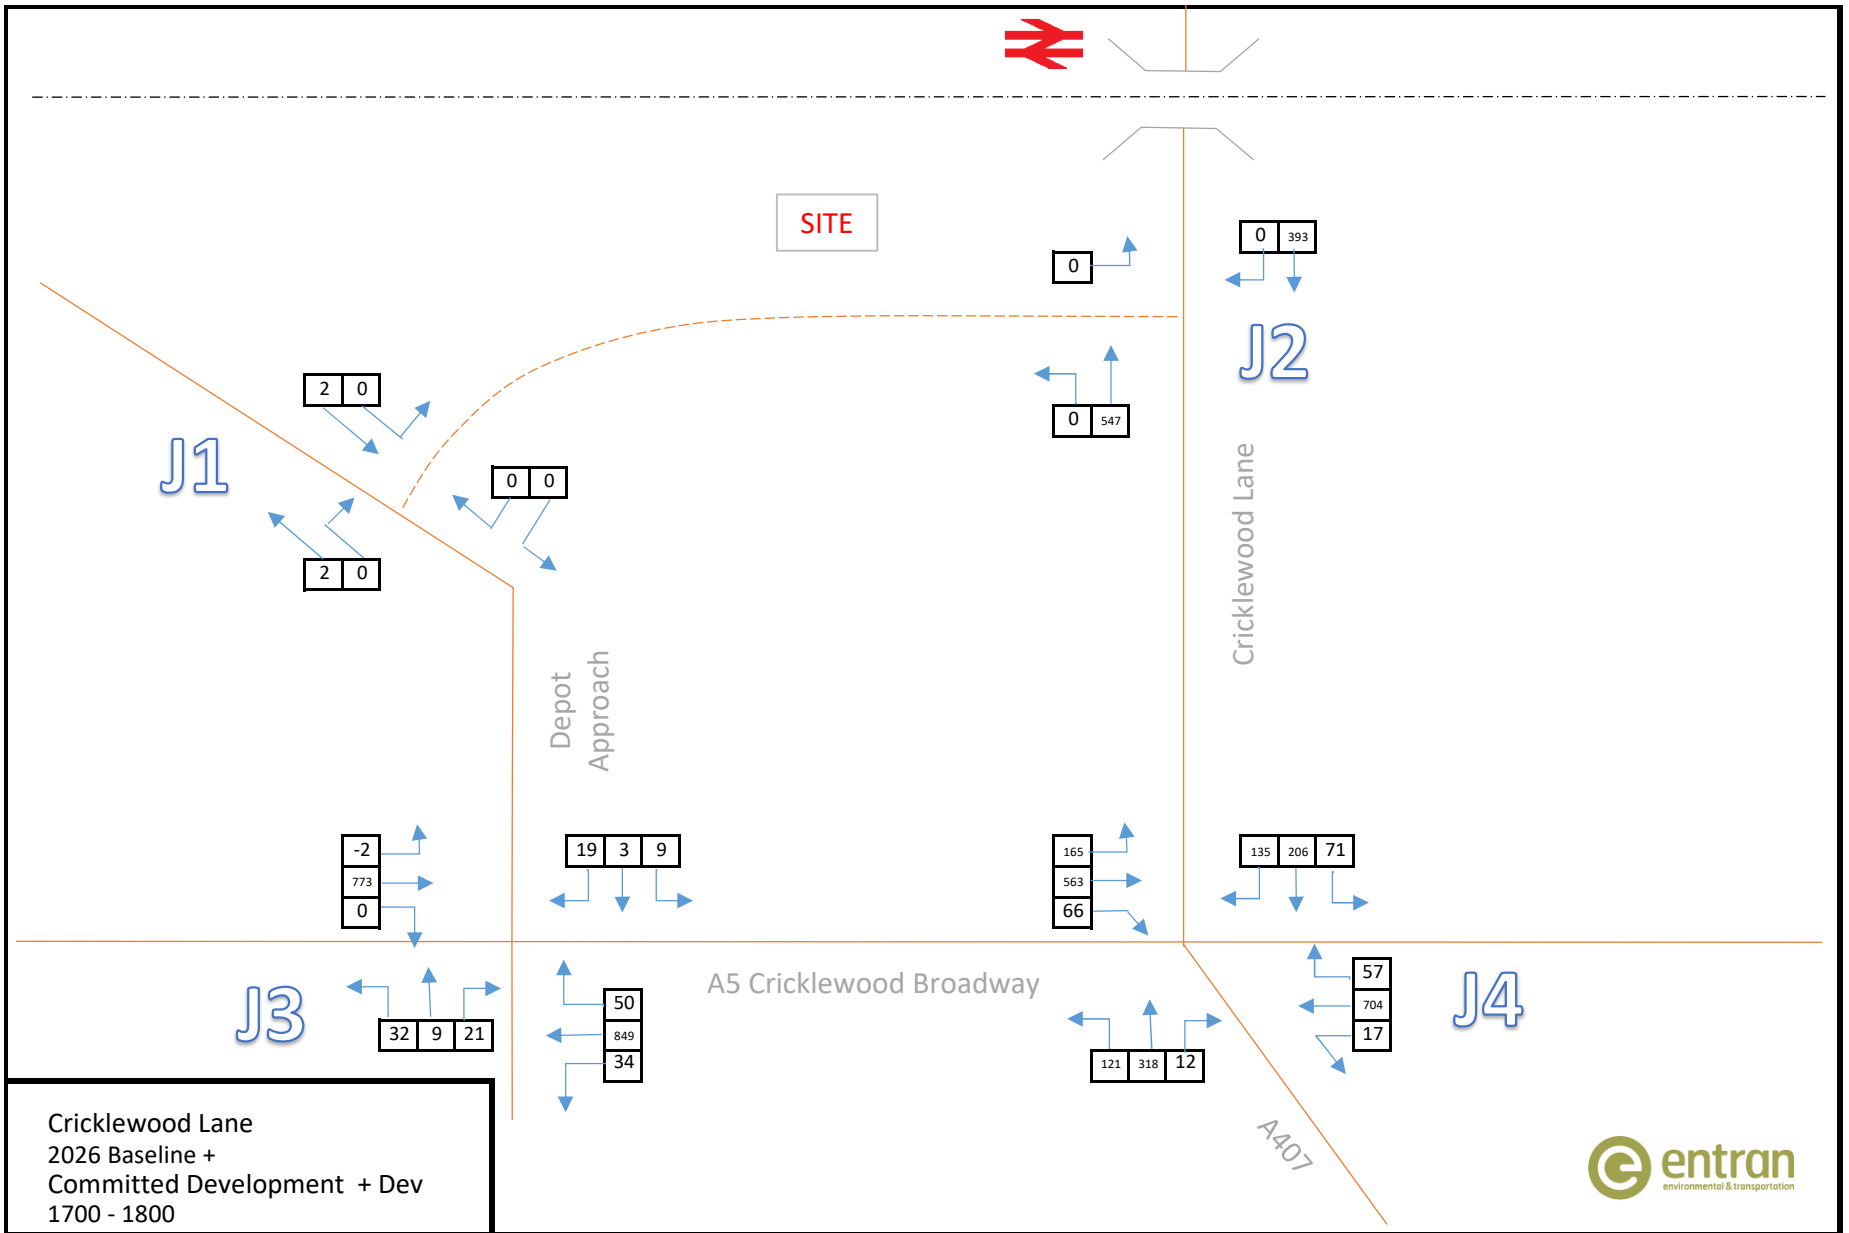 SITE
0
0 393
J2
2 0
0 547
J1
0 0
2 0
Cricklewood Lane
Depot
Approach
-2
773
0
19 3 9
165
563
66
135 206 71
A5 Cricklewood Broadway
J3
32 9 21
50
849
34
121 318 12
57
704
17
J4
A407
Cricklewood Lane
2026 Baseline +
Committed Development + Dev
1700 - 1800
entran
environmental & transportation